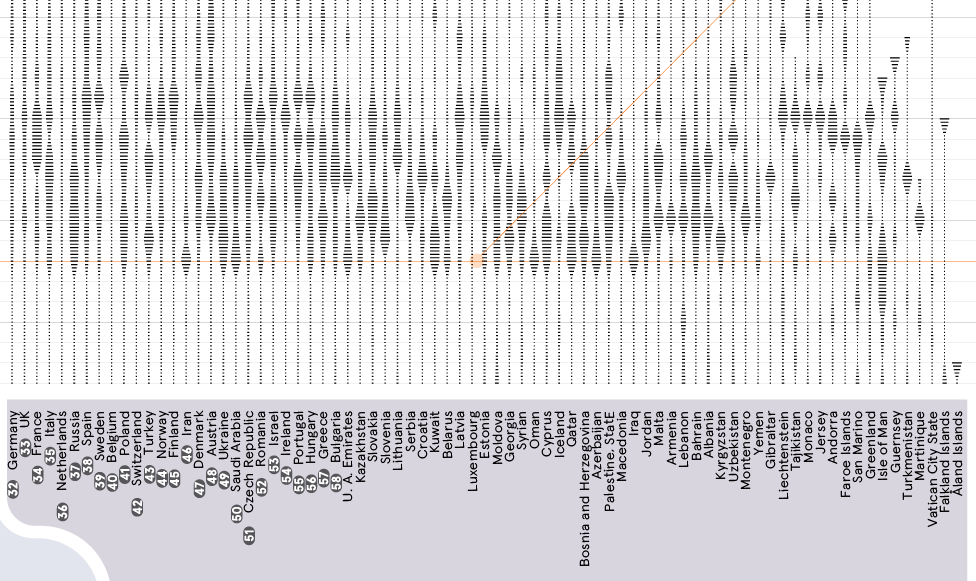 32 Germany
33 UK
34 France
35 Italy
36 Netherlands
37 Russia
38 Spain
39 Sweden
40 Belgium
41 Poland
42 Switzerland
43 Turkey
44 Norway
45 Finland
46 Iran
47 Denmark
48 Austria
49 Ukraine
50 Saudi Arabia
51 Czech Republic
52 Romania
53 Israel
54 Ireland
55 Portugal
56 Hungary
57 Greece
58 Bulgaria
U. A. Emirates
Kazakhstan
Slovakia
Slovenia
Lithuania
Serbia
Croatia
Kuwait
Belarus
Latvia
Luxembourg
Estonia
Moldova
Georgia
Syrian
Oman
Cyprus
Iceland
Qatar
Bosnia and Herzegovina
Azerbaijan
Palestine. StatE
Macedonia
Iraq
Jordan
Malta
Armenia
Lebanon
Bahrain
Albania
Kyrgyzstan
Uzbekistan
Montenegro
Yemen
Gibraltar
Liechtenstein
Tajikistan
Monaco
Jersey
Andorra
Faroe Islands
San Marino
Greenland
Isle of Man
Guernsey
Turkmenistan
Martinique
Vatican City State
Falkland Islands
Åland Islands